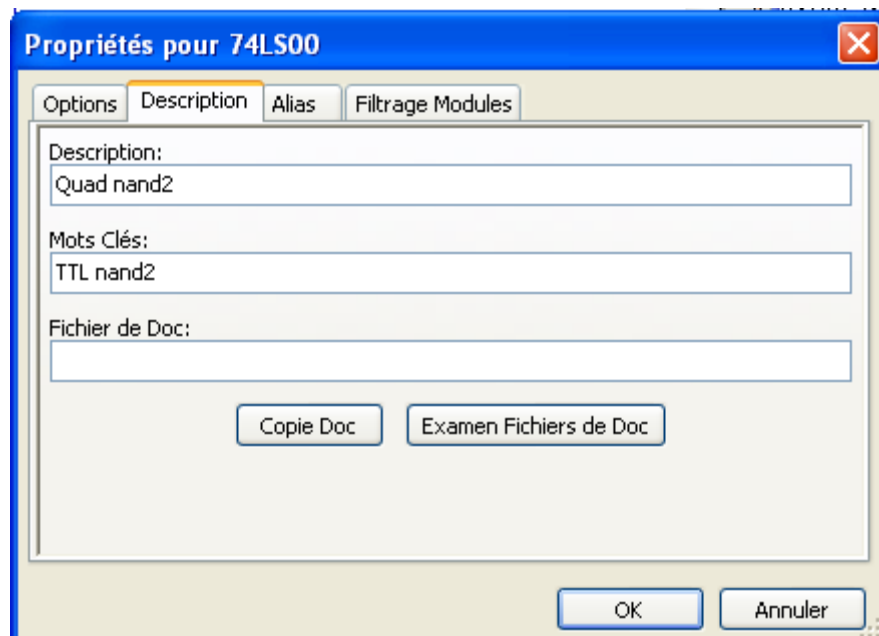 Propriétés pour 74LS00
Options Description Alias Filtrage Modules
Description:
Quad nand2
Mots Clés:
TTL nand2
Fichier de Doc:
Copie Doc Examen Fichiers de Doc
OK Annuler